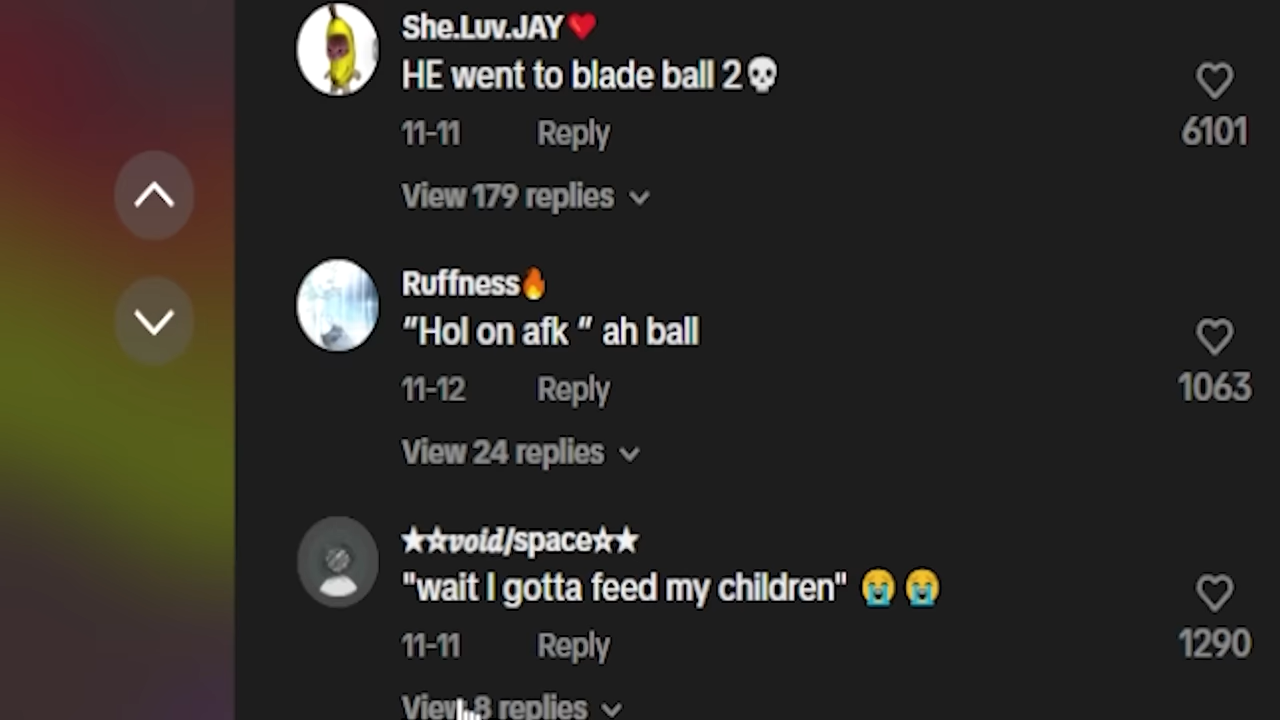 She.Luv.JAY❤️
HE went to blade ball 2💀
6101
11-11 Reply
View 179 replies
Ruffness🔥
“Hol on afk ” ah ball
1063
11-12 Reply
View 24 replies
★☆𝒗𝒐𝒊𝒅/space☆★
"wait I gotta feed my children" 😭😭
1290
11-11 Reply
View 8 replies